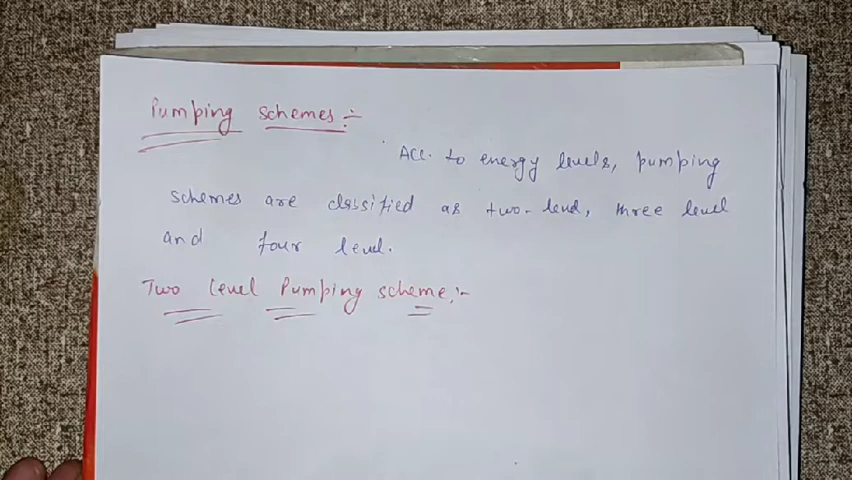 Pumping schemes :-
Acc. to energy levels, pumping
schemes are classified as two-level, three level
and four level.
Two level Pumping scheme :-